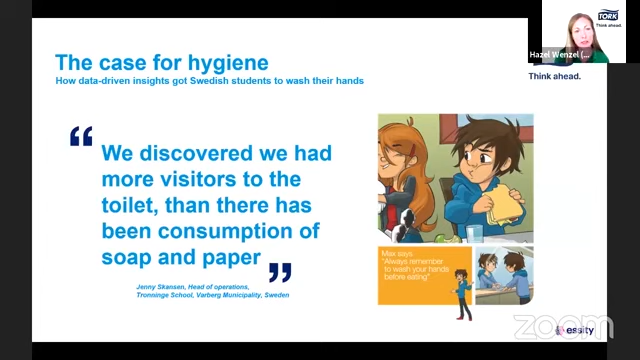 The case for hygiene
How data-driven insights got Swedish students to wash their hands
“ We discovered we had
more visitors to the
toilet, than there has
been consumption of
soap and paper ”
Jenny Skansen, Head of operations,
Tronninge School, Varberg Municipality, Sweden
Max says:
"Always remember
to wash your hands
before eating"
TORK
Think ahead.
Hazel Wenzel (...
Think ahead.
zoom
essity